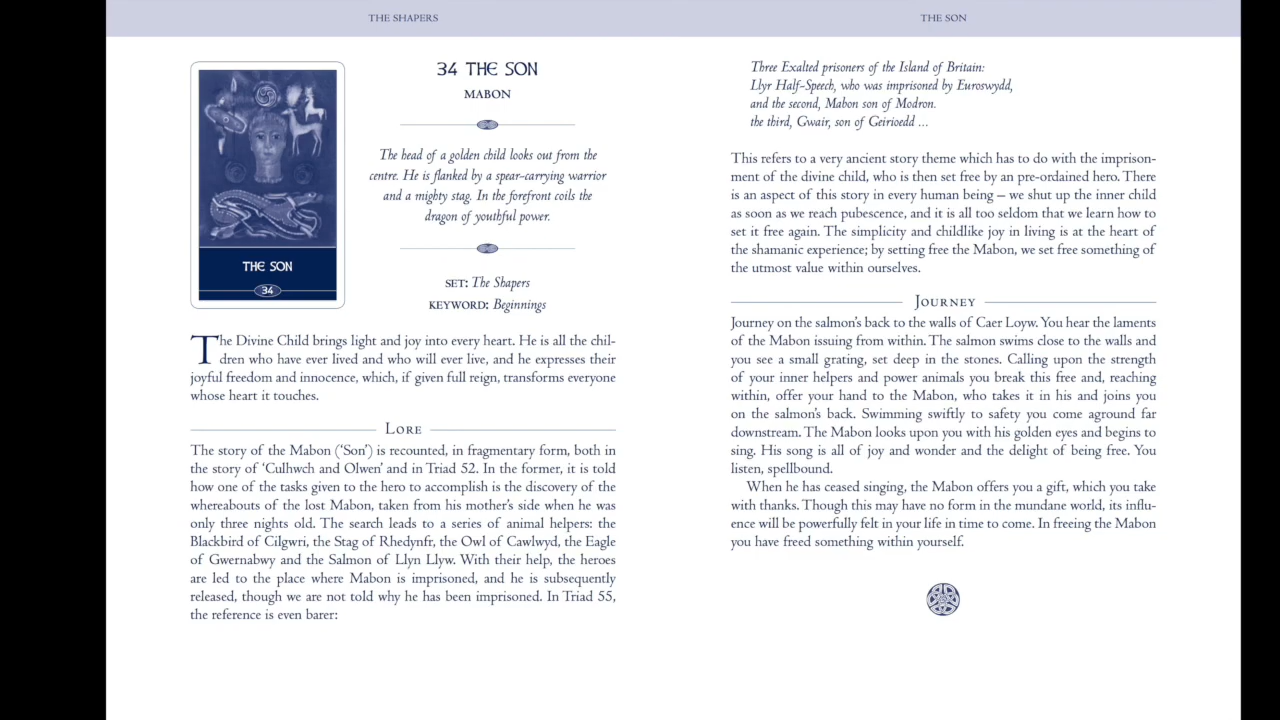 THE SHAPERS
34 THE SON
MABON
The head of a golden child looks out from the
centre. He is flanked by a spear-carrying warrior
and a mighty stag. In the forefront coils the
dragon of youthful power.
SET: The Shapers
KEYWORD: Beginnings
THE SON
34
The Divine Child brings light and joy into every heart. He is all the chil-
dren who have ever lived and who will ever live, and he expresses their
joyful freedom and innocence, which, if given full reign, transforms everyone
whose heart it touches.
LORE
The story of the Mabon (‘Son’) is recounted, in fragmentary form, both in
the story of ‘Culhwch and Olwen’ and in Triad 52. In the former, it is told
how one of the tasks given to the hero to accomplish is the discovery of the
whereabouts of the lost Mabon, taken from his mother’s side when he was
only three nights old. The search leads to a series of animal helpers: the
Blackbird of Cilgwri, the Stag of Rhedynfr, the Owl of Cawlwyd, the Eagle
of Gwernabwy and the Salmon of Llyn Llyw. With their help, the heroes
are led to the place where Mabon is imprisoned, and he is subsequently
released, though we are not told why he has been imprisoned. In Triad 55,
the reference is even barer:
THE SON
Three Exalted prisoners of the Island of Britain:
Llyr Half-Speech, who was imprisoned by Euroswydd,
and the second, Mabon son of Modron.
the third, Gwair, son of Geirioedd ...
This refers to a very ancient story theme which has to do with the imprison-
ment of the divine child, who is then set free by an pre-ordained hero. There
is an aspect of this story in every human being – we shut up the inner child
as soon as we reach pubescence, and it is all too seldom that we learn how to
set it free again. The simplicity and childlike joy in living is at the heart of
the shamanic experience; by setting free the Mabon, we set free something of
the utmost value within ourselves.
JOURNEY
Journey on the salmon’s back to the walls of Caer Loyw. You hear the laments
of the Mabon issuing from within. The salmon swims close to the walls and
you see a small grating, set deep in the stones. Calling upon the strength
of your inner helpers and power animals you break this free and, reaching
within, offer your hand to the Mabon, who takes it in his and joins you
on the salmon’s back. Swimming swiftly to safety you come aground far
downstream. The Mabon looks upon you with his golden eyes and begins to
sing. His song is all of joy and wonder and the delight of being free. You
listen, spellbound.
When he has ceased singing, the Mabon offers you a gift, which you take
with thanks. Though this may have no form in the mundane world, its influ-
ence will be powerfully felt in your life in time to come. In freeing the Mabon
you have freed something within yourself.